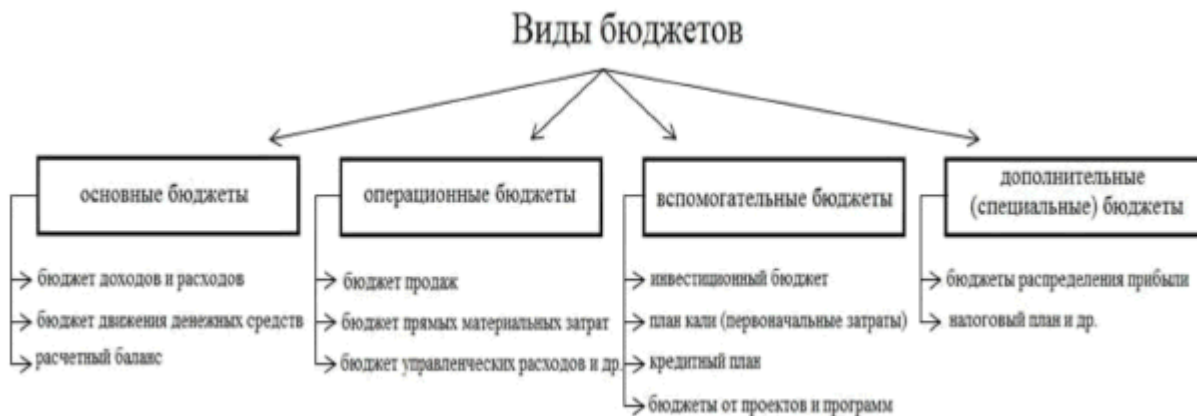 Виды бюджетов
основные бюджеты
бюджет доходов и расходов
бюджет движения денежных средств
расчетный баланс
операционные бюджеты
бюджет продаж
бюджет прямых материальных затрат
бюджет управленческих расходов и др.
вспомогательные бюджеты
инвестиционный бюджет
план кали (первоначальные затраты)
кредитный план
бюджеты от проектов и программ
дополнительные
(специальные) бюджеты
бюджеты распределения прибыли
налоговый план и др.